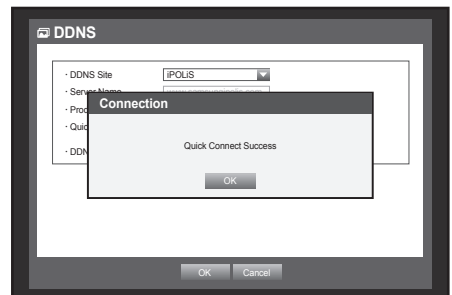 DDNS
· DDNS Site iPOLiS
· Server Name
· Prod
· Quic
· DDN
Connection
Quick Connect Success
OK
OK Cancel